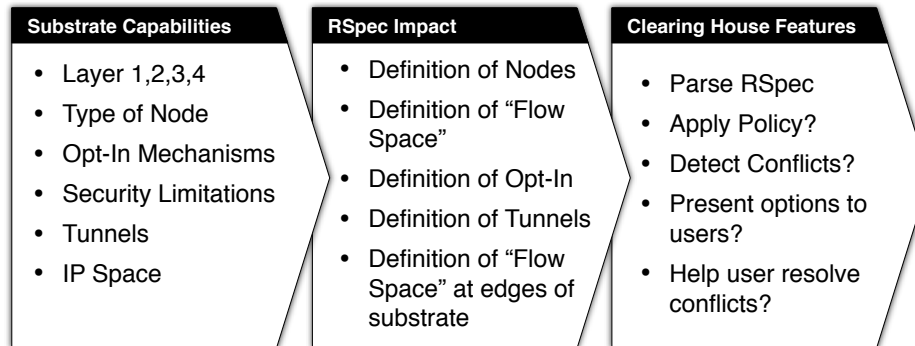 Substrate Capabilities
• Layer 1,2,3,4
• Type of Node
• Opt-In Mechanisms
• Security Limitations
• Tunnels
• IP Space
RSpec Impact
• Definition of Nodes
• Definition of “Flow
Space”
• Definition of Opt-In
• Definition of Tunnels
• Definition of “Flow
Space” at edges of
substrate
Clearing House Features
• Parse RSpec
• Apply Policy?
• Detect Conflicts?
• Present options to
users?
• Help user resolve
conflicts?